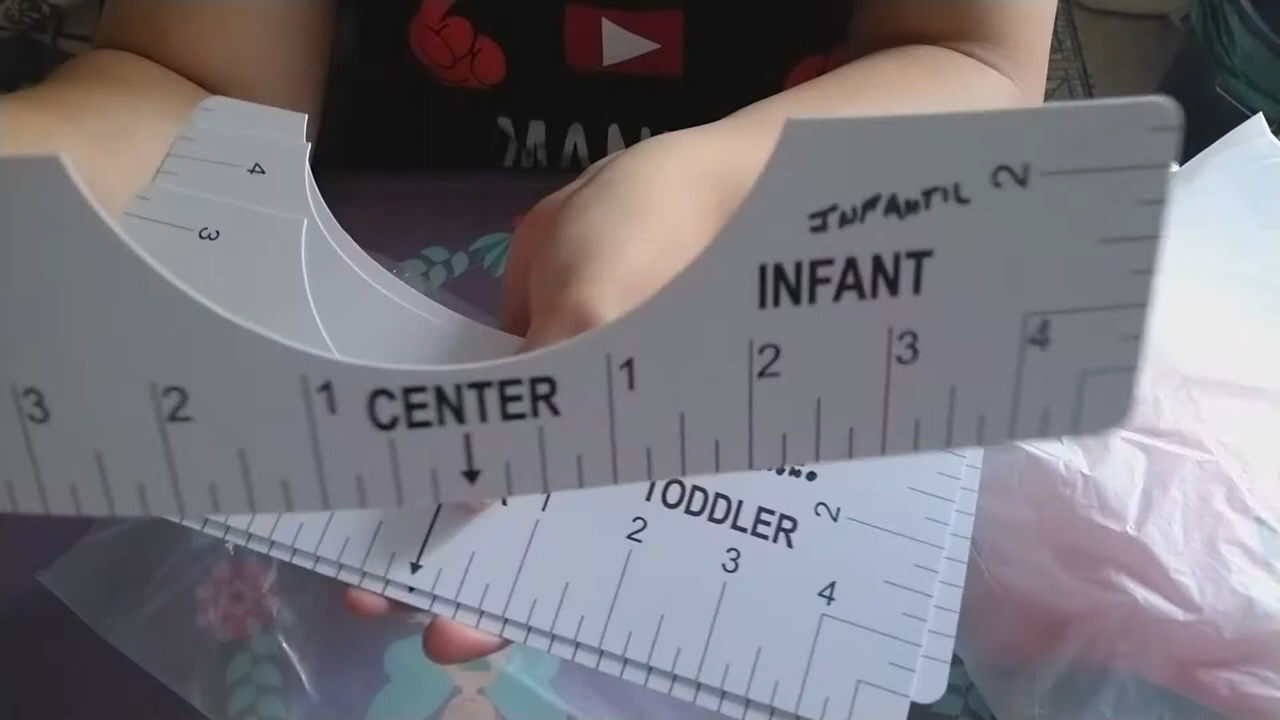 4
3
INFANTIL
2
INFANT
3 2 1 CENTER 1 2 3 4
TODDLER
2
2 3 4